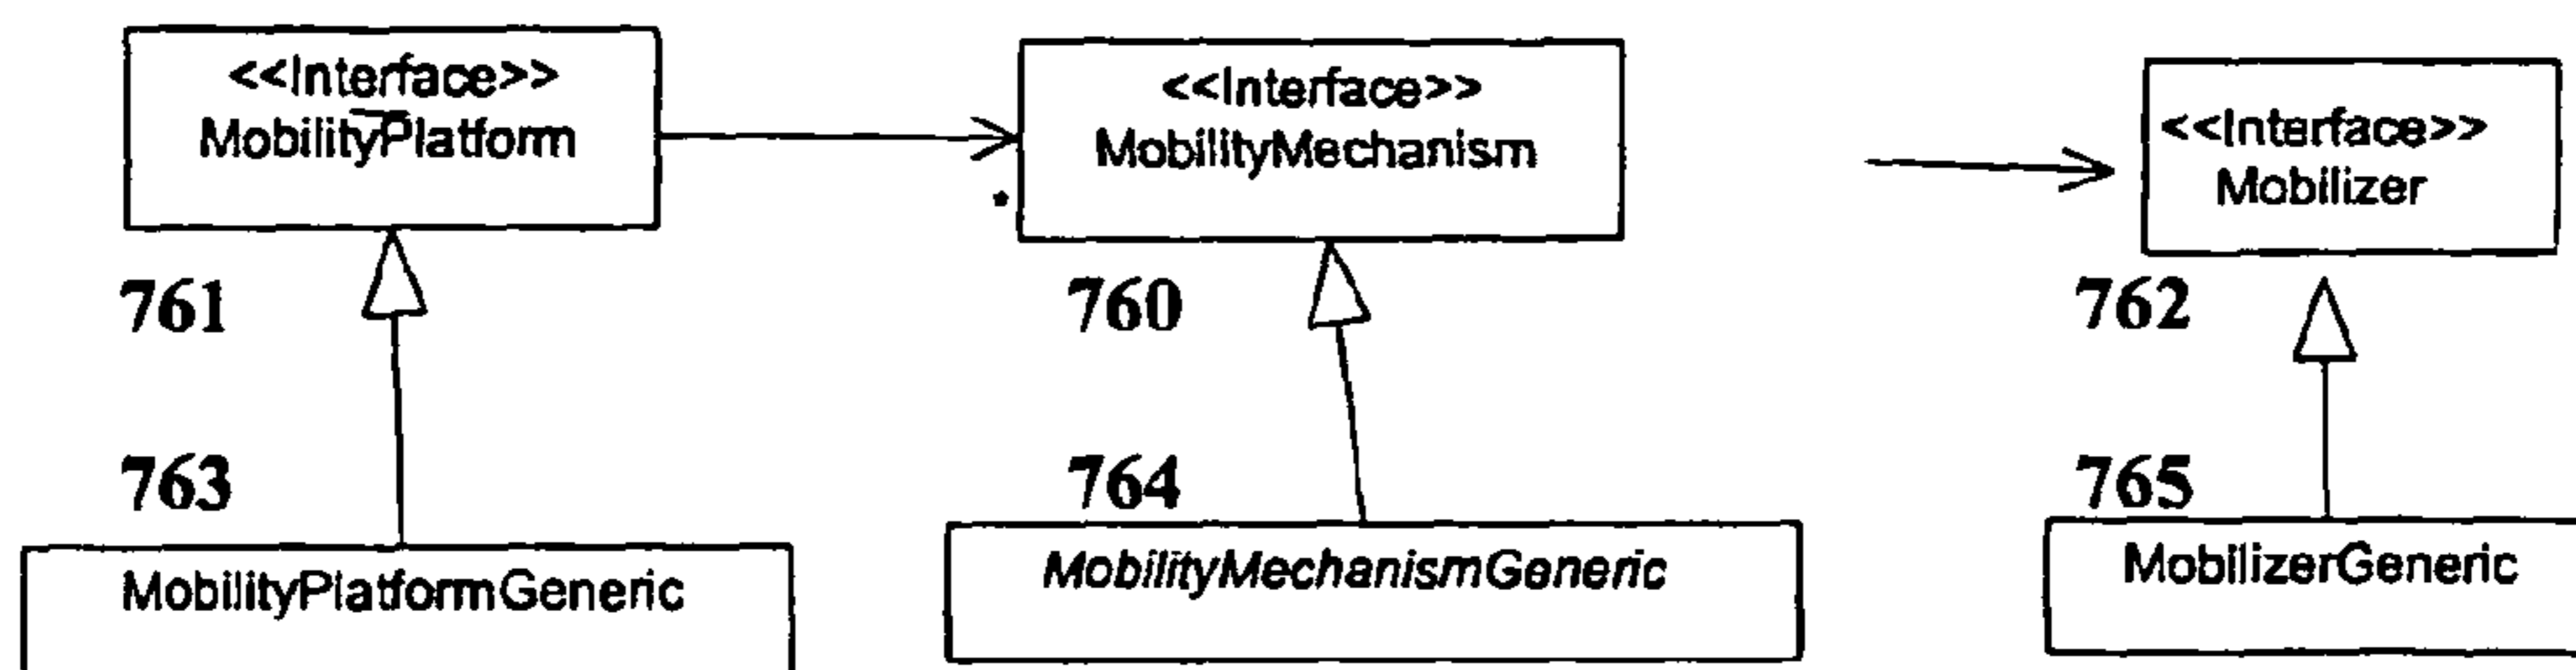 <<Interface>>
MobilityPlatform
<<Interface>>
MobilityMechanism
*
<<Interface>>
Mobilizer
761
760
762
763
764
765
MobilityPlatformGeneric
MobilityMechanismGeneric
MobilizerGeneric